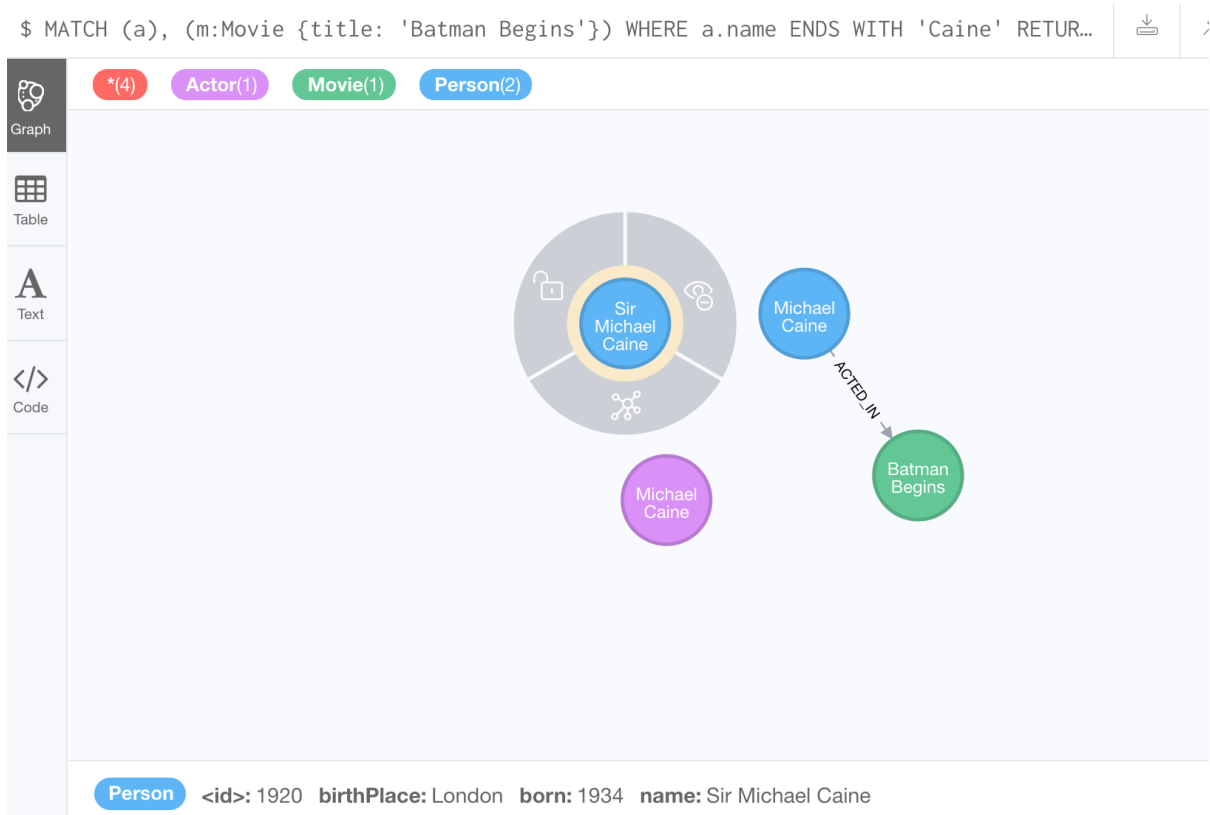 $ MATCH (a), (m:Movie {title: 'Batman Begins'}) WHERE a.name ENDS WITH 'Caine' RETUR…
*(4) Actor(1) Movie(1) Person(2)
Graph
Table
A
Text
</>
Code
Sir
Michael
Caine
Michael
Caine
ACTED_IN
Batman
Begins
Michael
Caine
Person <id>: 1920 birthPlace: London born: 1934 name: Sir Michael Caine